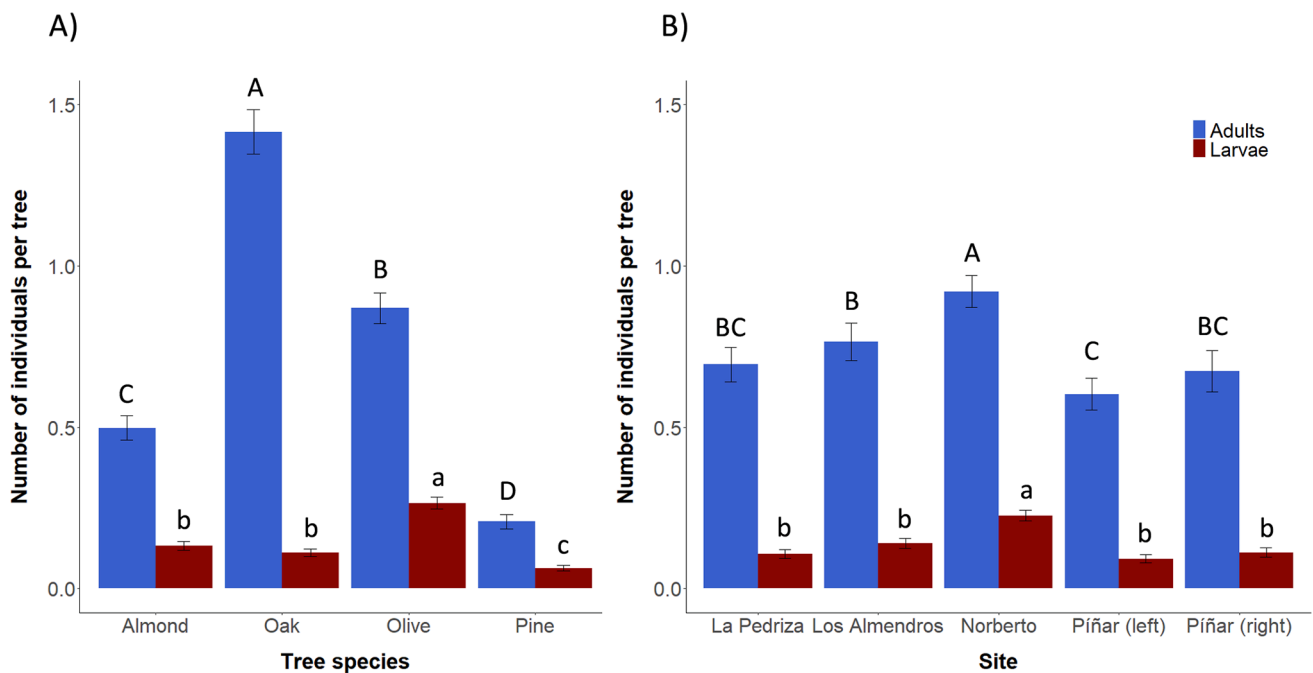 A)
Number of individuals per tree
1.5
1.0
0.5
0.0
C
b
A
b
B
a
D
c
Almond Oak Olive Pine
Tree species
B)
Number of individuals per tree
1.5
1.0
0.5
0.0
Adults
Larvae
BC
b
B
b
A
a
C
b
BC
b
La Pedriza Los Almendros Norberto Píñar (left) Píñar (right)
Site